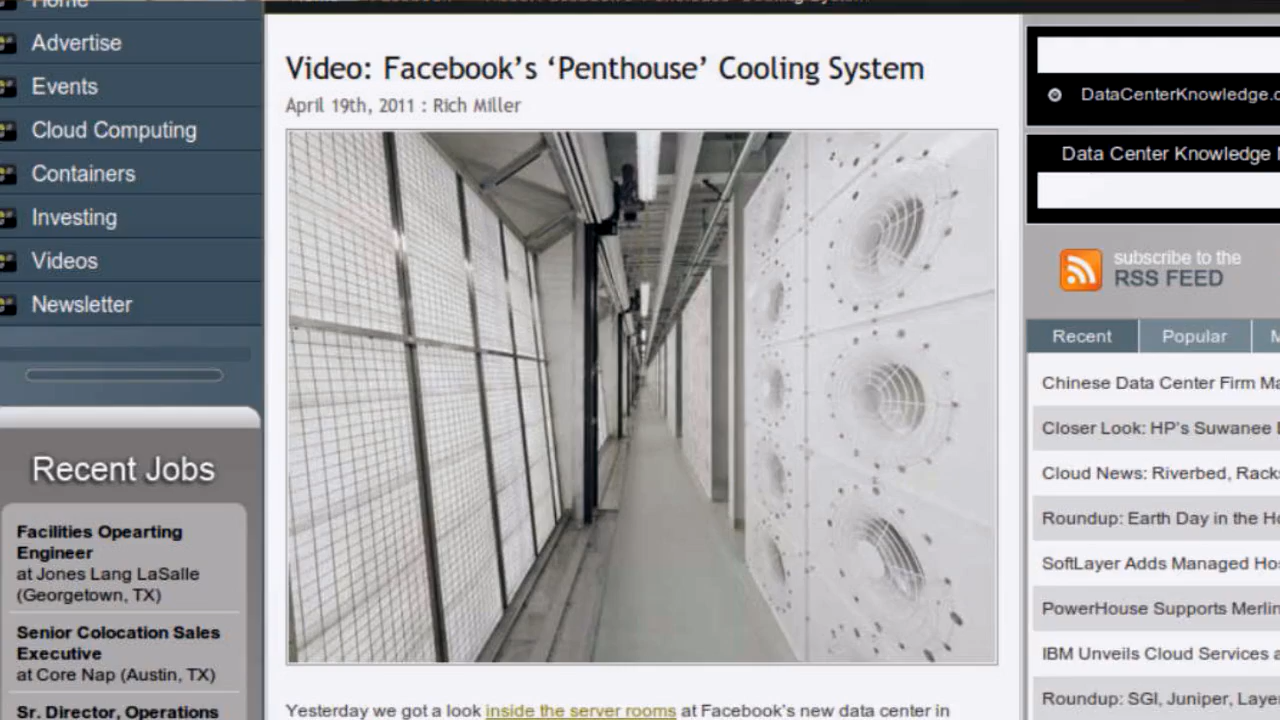 Home
Advertise
Events
Cloud Computing
Containers
Investing
Videos
Newsletter
Recent Jobs
Facilities Opearting
Engineer
at Jones Lang LaSalle
(Georgetown, TX)
Senior Colocation Sales
Executive
at Core Nap (Austin, TX)
Sr. Director, Operations
Video: Facebook's ‘Penthouse’ Cooling System
April 19th, 2011 : Rich Miller
Yesterday we got a look inside the server rooms at Facebook's new data center in
DataCenterKnowledge.c
Data Center Knowledge
subscribe to the
RSS FEED
Recent
Popular
M
Chinese Data Center Firm Ma
Closer Look: HP's Suwanee
Cloud News: Riverbed, Rack
Roundup: Earth Day in the H
SoftLayer Adds Managed Hos
PowerHouse Supports Merlin
IBM Unveils Cloud Services a
Roundup: SGI, Juniper, Laye